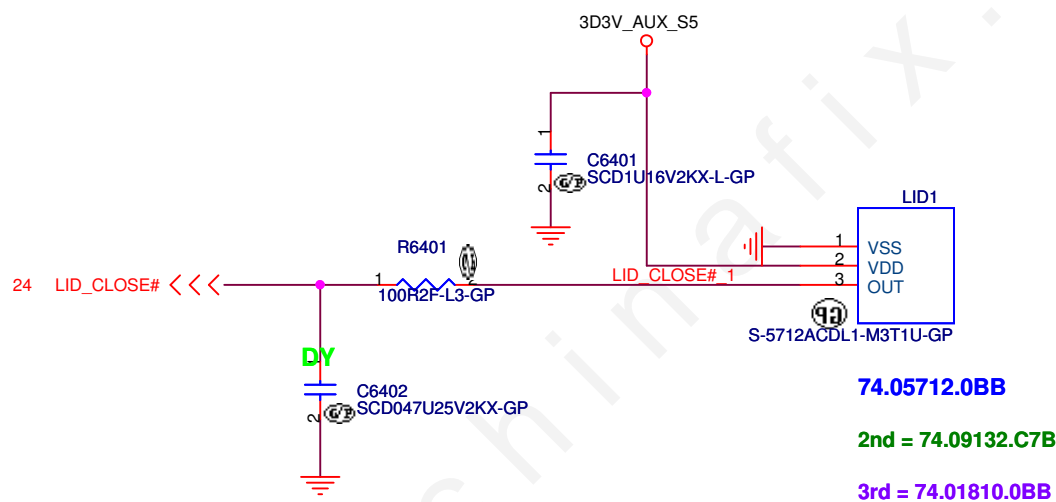 3D3V_AUX_S5
1
C6401
SCD1U16V2KX-L-GP
2
G/P
LID1
R6401
1
VSS
2
VDD
LID_CLOSE#_1
3
OUT
24 LID_CLOSE#
1
2
100R2F-L3-GP
GP
S-5712ACDL1-M3T1U-GP
DY
1
C6402
SCD047U25V2KX-GP
2
G/P
74.05712.0BB
2nd = 74.09132.C7B
3rd = 74.01810.0BB
hinafix.